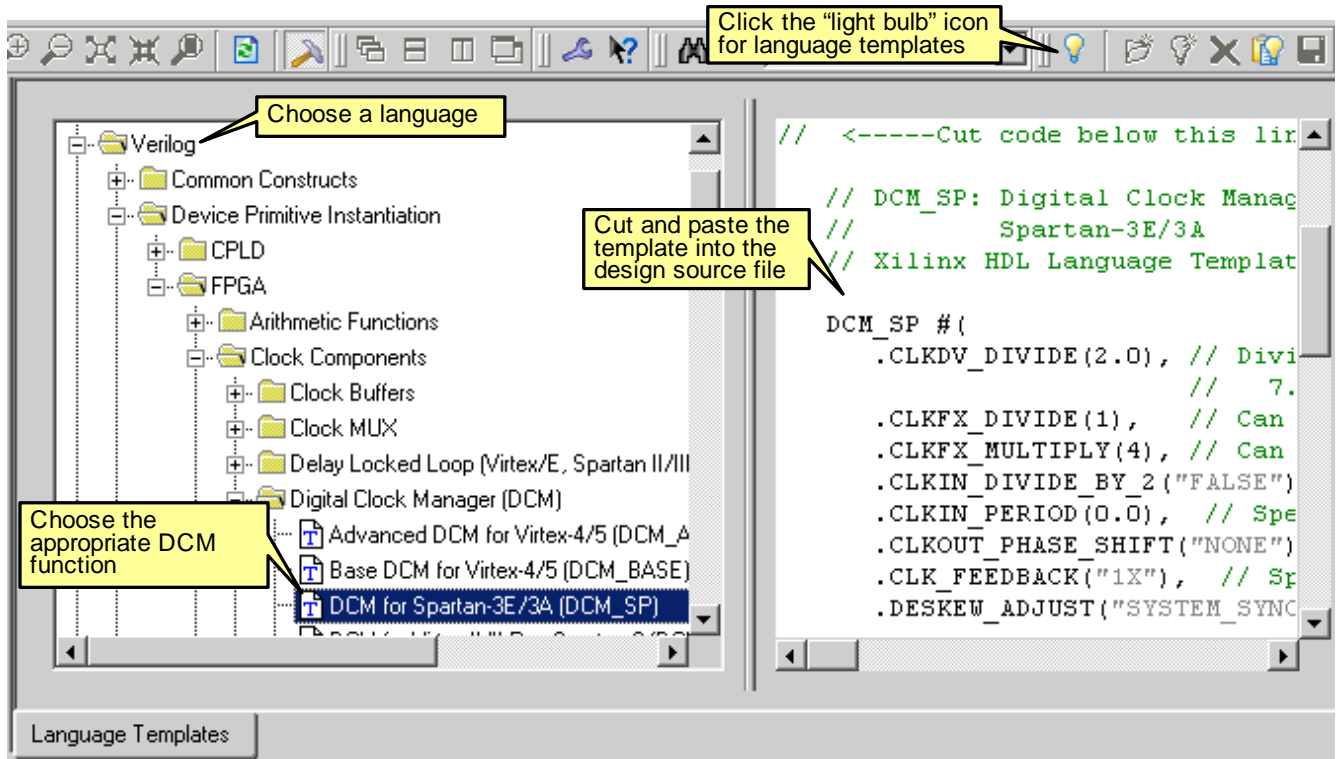 Click the “light bulb” icon
for language templates
Choose a language
Verilog
Common Constructs
Device Primitive Instantiation
CPLD
FPGA
Arithmetic Functions
Clock Components
Clock Buffers
Clock MUX
Delay Locked Loop (Virtex/E, Spartan II/III
Digital Clock Manager (DCM)
Choose the
appropriate DCM
function
Advanced DCM for Virtex-4/5 (DCM_A
Base DCM for Virtex-4/5 (DCM_BASE)
DCM for Spartan-3E/3A (DCM_SP)
Cut and paste the
template into the
design source file
// <-----Cut code below this lin
// DCM_SP: Digital Clock Manag
// Spartan-3E/3A
// Xilinx HDL Language Templat
DCM_SP #(
.CLKDV_DIVIDE(2.0), // Divi
// 7.
.CLKFX_DIVIDE(1), // Can
.CLKFX_MULTIPLY(4), // Can
.CLKIN_DIVIDE_BY_2("FALSE")
.CLKIN_PERIOD(0.0), // Spe
.CLKOUT_PHASE_SHIFT("NONE")
.CLK_FEEDBACK("1X"), // Sp
.DESKEW_ADJUST("SYSTEM_SYNC
Language Templates